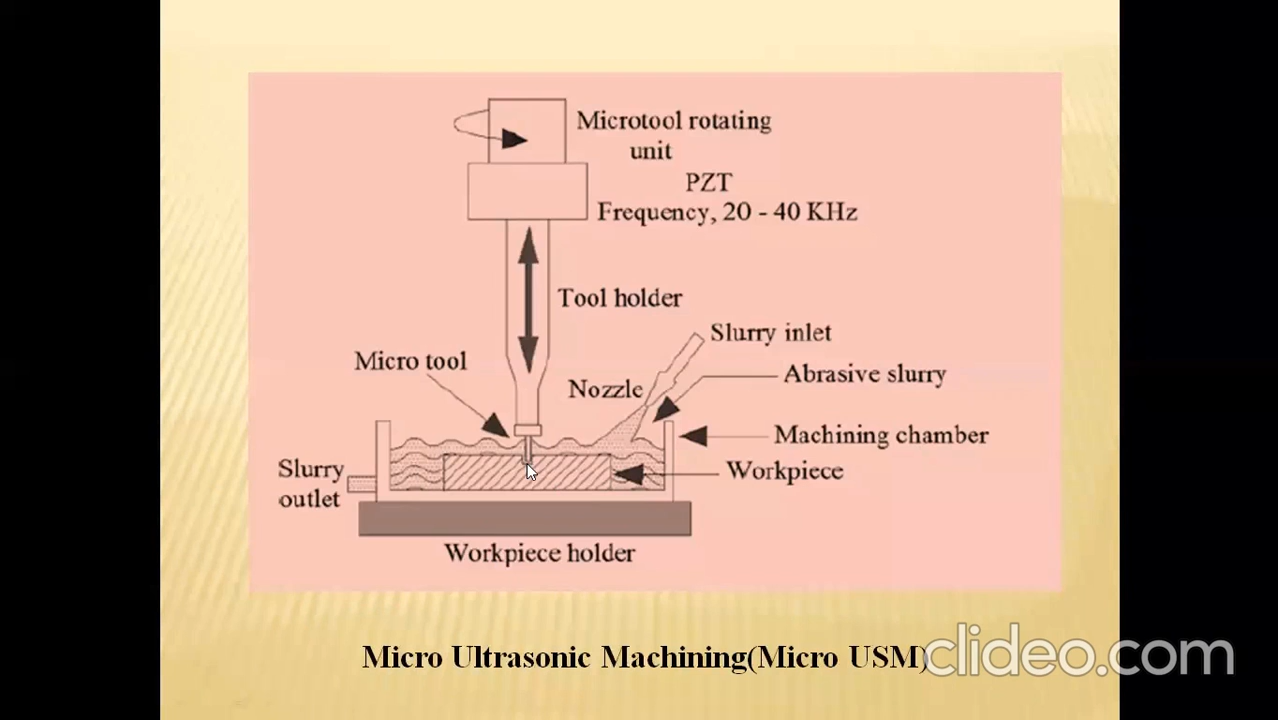 Microtool rotating
unit
PZT
Frequency, 20 - 40 KHz
Tool holder
Slurry inlet
Micro tool
Nozzle
Abrasive slurry
Machining chamber
Slurry
outlet
Workpiece
Workpiece holder
Micro Ultrasonic Machining(Micro USM)
clideo.com